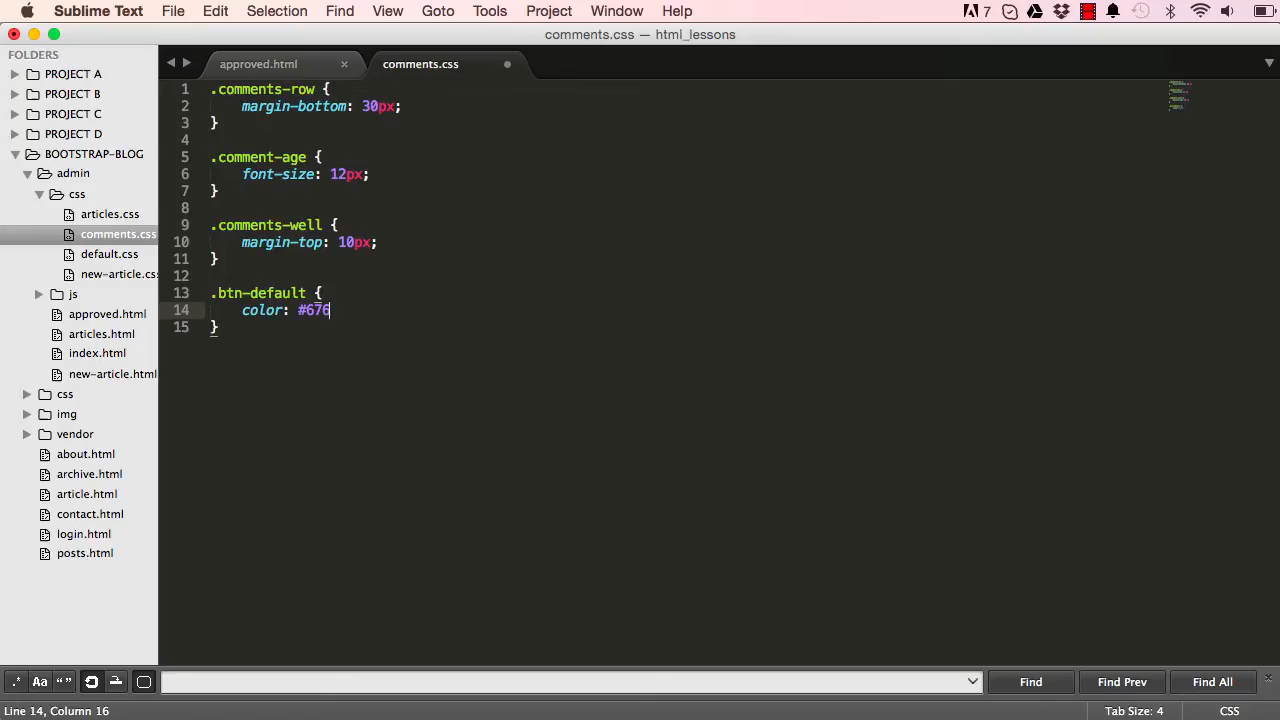 Sublime Text File Edit Selection Find View Goto Tools Project Window Help 7
comments.css — html_lessons
FOLDERS
PROJECT A
PROJECT B
PROJECT C
PROJECT D
BOOTSTRAP-BLOG
admin
css
articles.css
comments.css
default.css
new-article.css
js
approved.html
articles.html
index.html
new-article.html
css
img
vendor
about.html
archive.html
article.html
contact.html
login.html
posts.html
approved.html × comments.css
1 .comments-row {
2 margin-bottom: 30px;
3 }
4
5 .comment-age {
6 font-size: 12px;
7 }
8
9 .comments-well {
10 margin-top: 10px;
11 }
12
13 .btn-default {
14 color: #676
15 }
.* Aa “” Find Find Prev Find All ×
Line 14, Column 16 Tab Size: 4 CSS